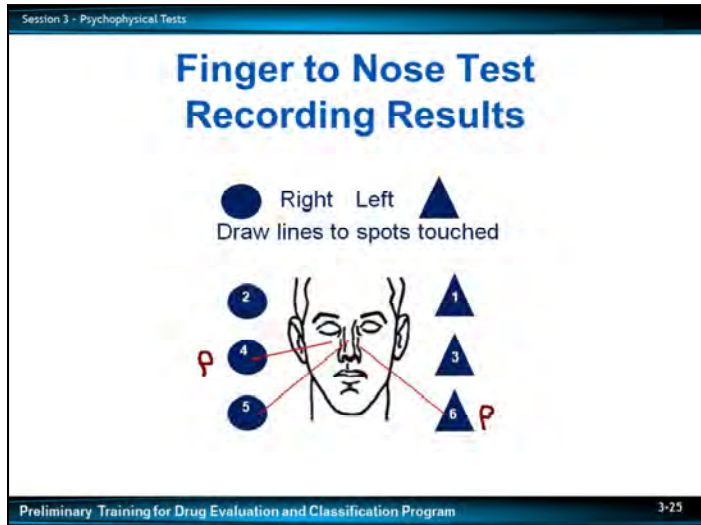 Session 3 - Psychophysical Tests
Finger to Nose Test
Recording Results
Right Left
Draw lines to spots touched
2 1
P 4 3
5 6 P
Preliminary Training for Drug Evaluation and Classification Program 3-25